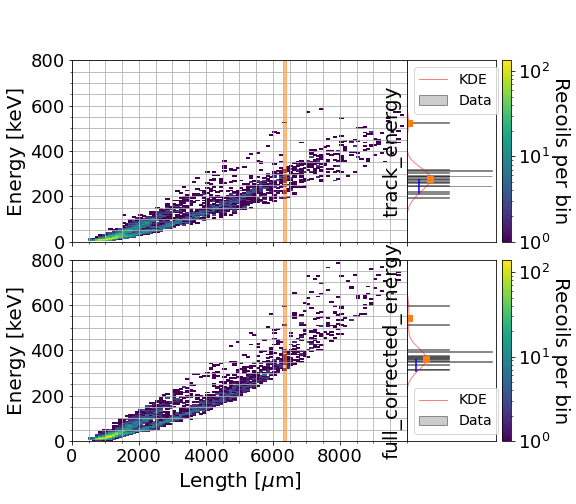 800
600
400
200
0
Energy [keV]
track_energy
KDE
Data
10²
10¹
10⁰
Recoils per bin
800
600
400
200
0
Energy [keV]
full_corrected_energy
KDE
Data
10²
10¹
10⁰
Recoils per bin
0 2000 4000 6000 8000
Length [μm]